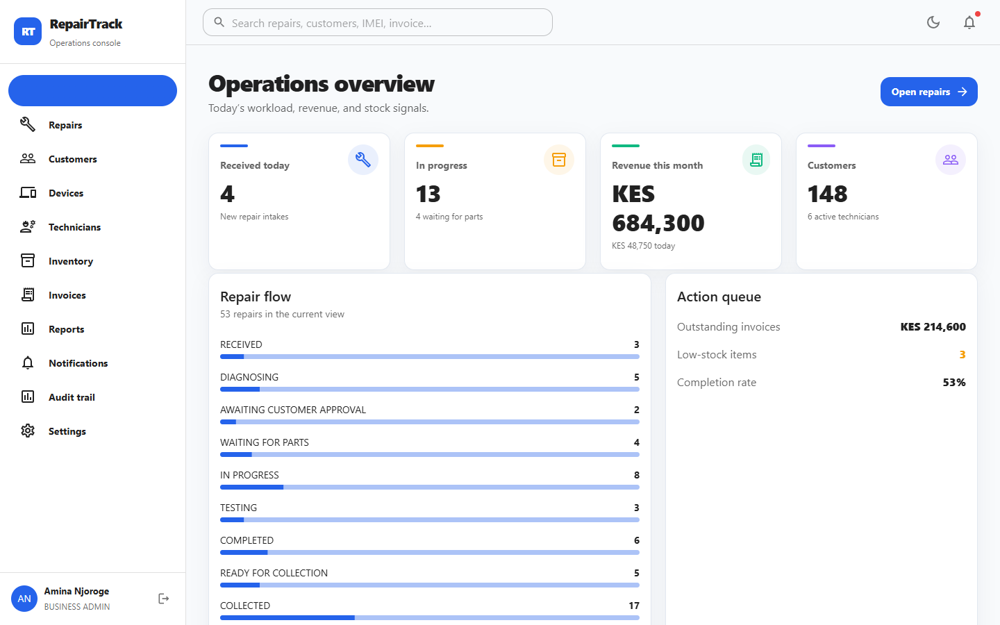 RT
RepairTrack
Operations console
Search repairs, customers, IMEI, invoice...
Repairs
Customers
Devices
Technicians
Inventory
Invoices
Reports
Notifications
Audit trail
Settings
AN
Amina Njoroge
BUSINESS ADMIN
Operations overview
Today's workload, revenue, and stock signals.
Open repairs
Received today
4
New repair intakes
In progress
13
4 waiting for parts
Revenue this month
KES
684,300
KES 48,750 today
Customers
148
6 active technicians
Repair flow
53 repairs in the current view
RECEIVED 3
DIAGNOSING 5
AWAITING CUSTOMER APPROVAL 2
WAITING FOR PARTS 4
IN PROGRESS 8
TESTING 3
COMPLETED 6
READY FOR COLLECTION 5
COLLECTED 17
Action queue
Outstanding invoices KES 214,600
Low-stock items 3
Completion rate 53%